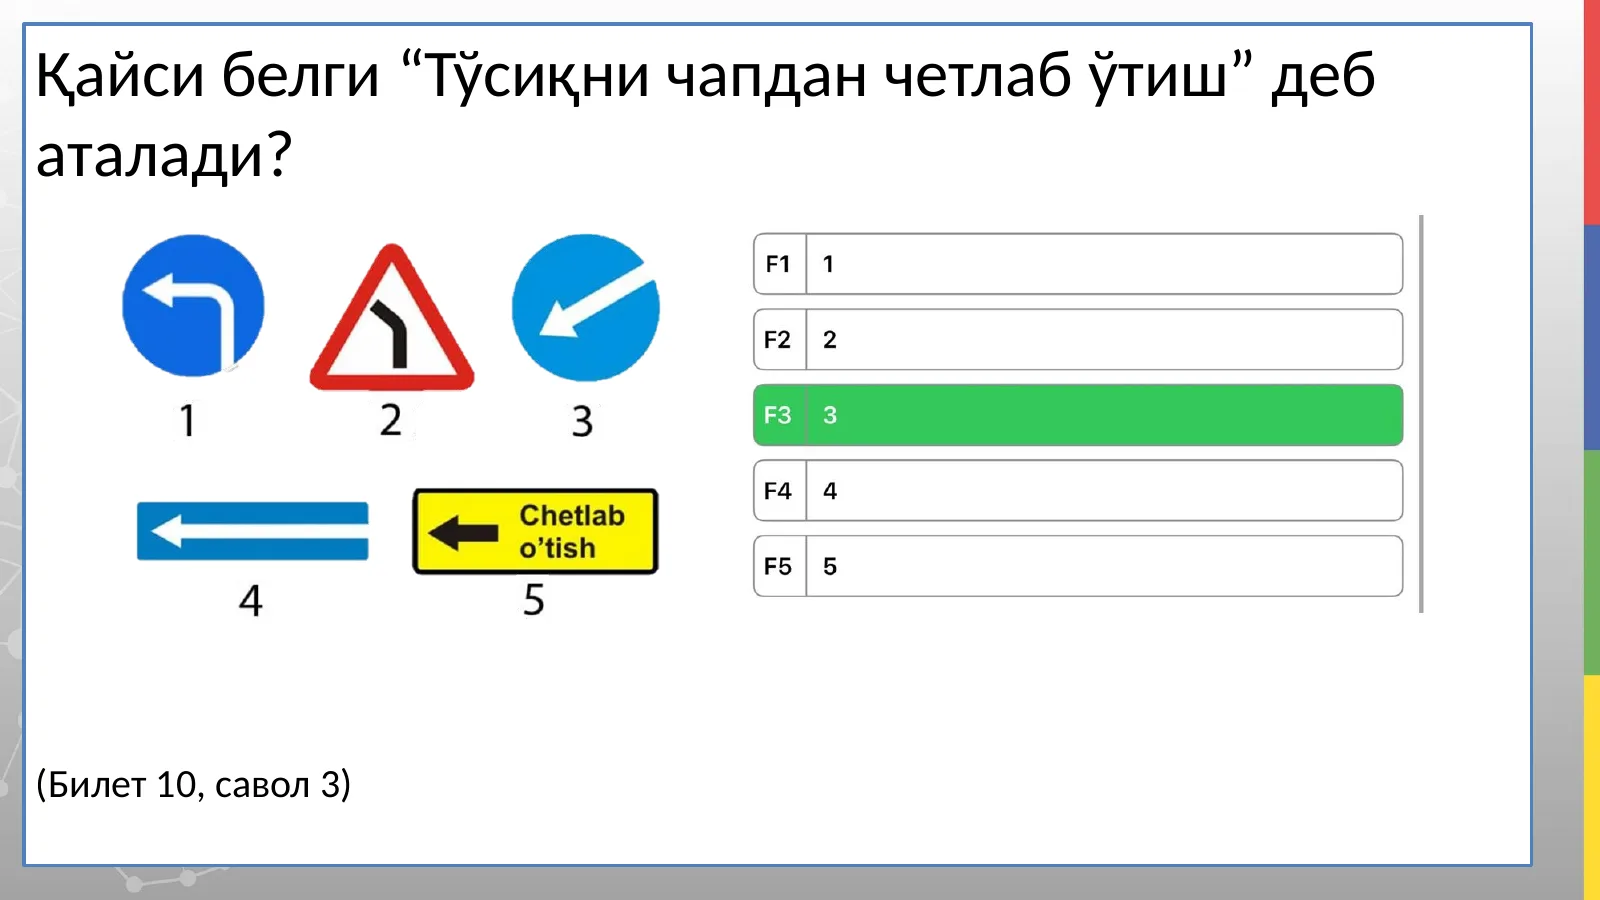 Қайси белги “Тўсиқни чапдан четлаб ўтиш” деб
аталади?
1
2
3
4
Chetlab
o’tish
5
F1 1
F2 2
F3 3
F4 4
F5 5
(Билет 10, савол 3)